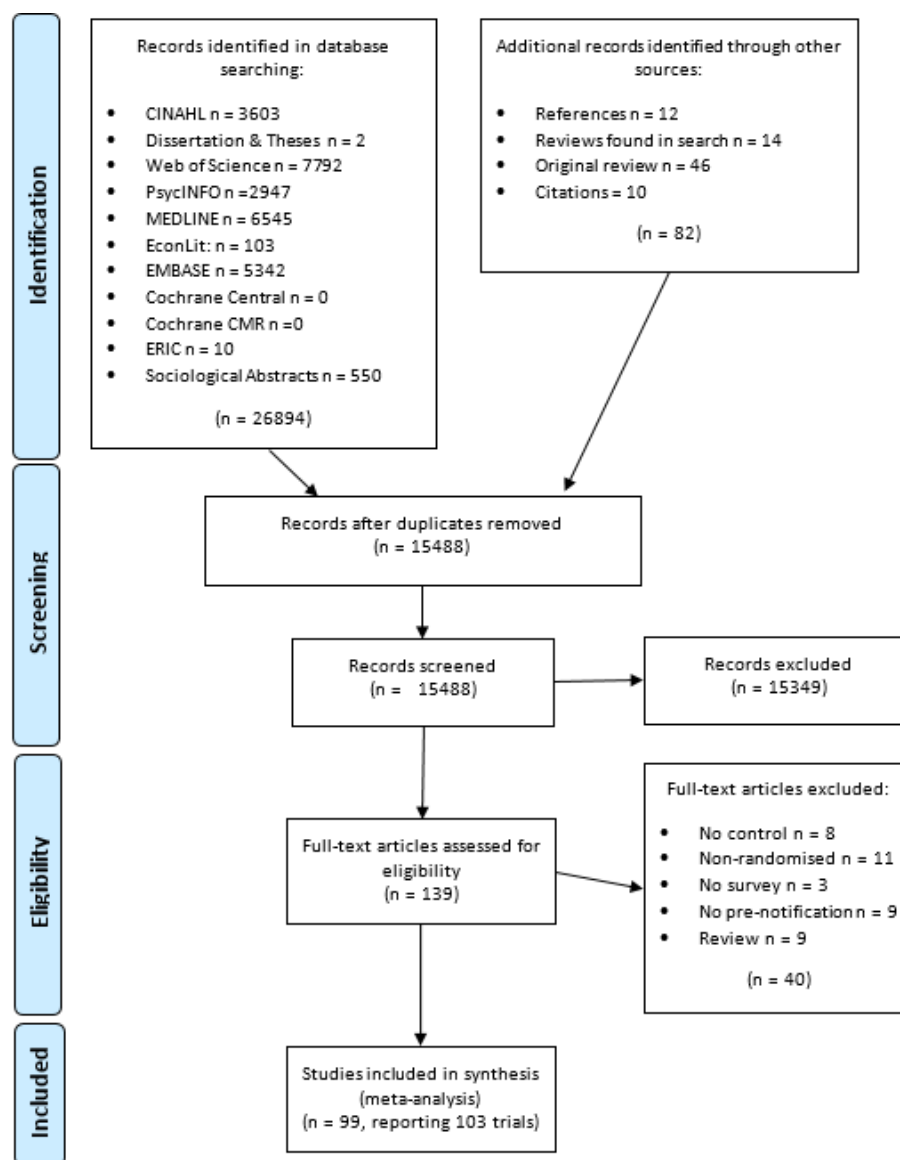 Identification
Records identified in database
searching:
• CINAHL n = 3603
• Dissertation & Theses n = 2
• Web of Science n = 7792
• PsycINFO n =2947
• MEDLINE n = 6545
• EconLit: n = 103
• EMBASE n = 5342
• Cochrane Central n = 0
• Cochrane CMR n =0
• ERIC n = 10
• Sociological Abstracts n = 550
(n = 26894)
Additional records identified through other
sources:
• References n = 12
• Reviews found in search n = 14
• Original review n = 46
• Citations = 10
(n = 82)
Screening
Records after duplicates removed
(n = 15488)
Records screened
(n = 15488)
Records excluded
(n = 15349)
Eligibility
Full-text articles assessed for
eligibility
(n = 139)
Full-text articles excluded:
• No control n = 8
• Non-randomised n = 11
• No survey n = 3
• No pre-notification n = 9
• Review n = 9
(n = 40)
Included
Studies included in synthesis
(meta-analysis)
(n = 99, reporting 103 trials)